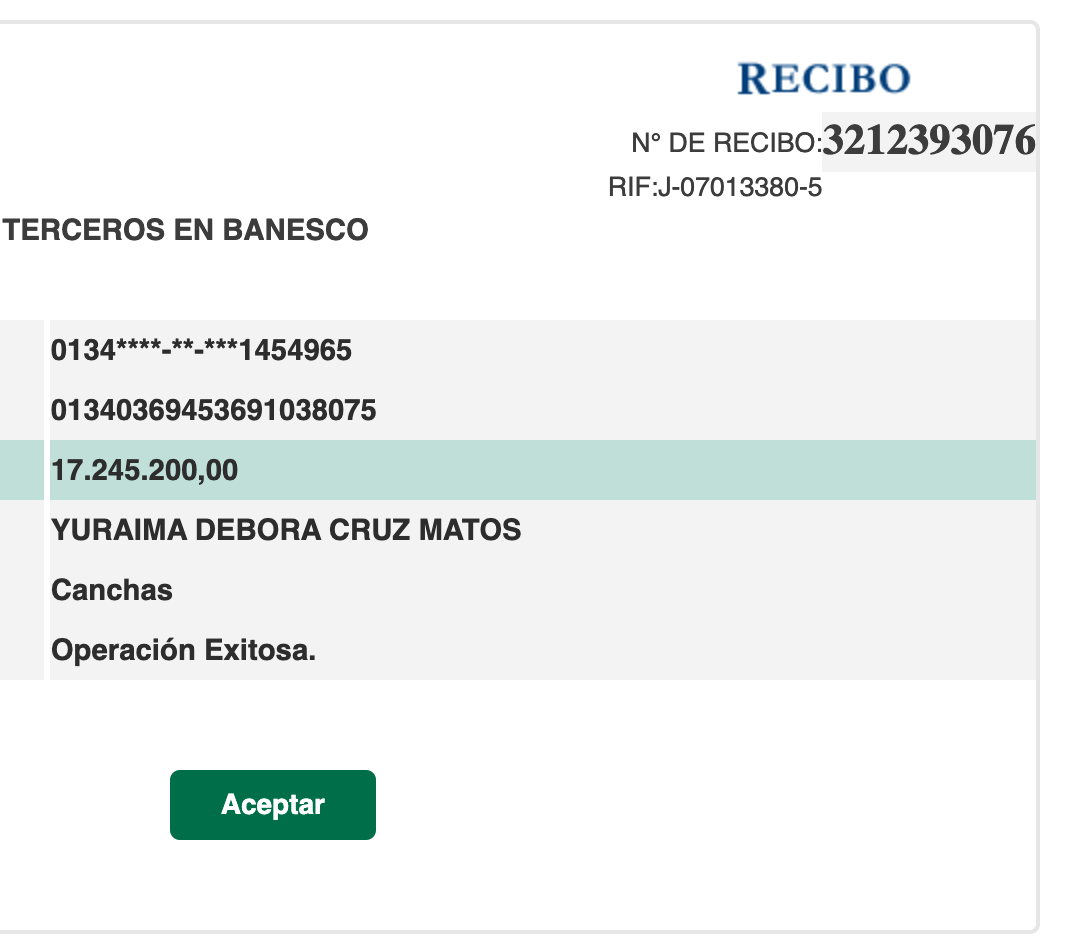 RECIBO
N° DE RECIBO:3212393076
RIF:J-07013380-5
TERCEROS EN BANESCO
0134****-**-***1454965
01340369453691038075
17.245.200,00
YURAIMA DEBORA CRUZ MATOS
Canchas
Operación Exitosa.
Aceptar